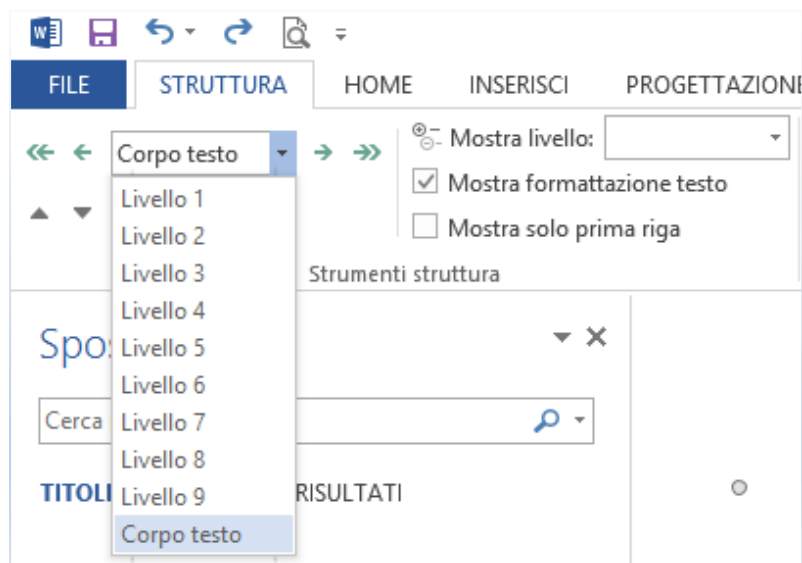 FILE STRUTTURA HOME INSERISCI PROGETTAZIONE
Corpo testo Mostra livello:
Mostra formattazione testo
Mostra solo prima riga
Strumenti struttura
Livello 1
Livello 2
Livello 3
Livello 4
Livello 5
Livello 6
Livello 7
Livello 8
Livello 9
Corpo testo
Spo
Cerca
TITOLI RISULTATI